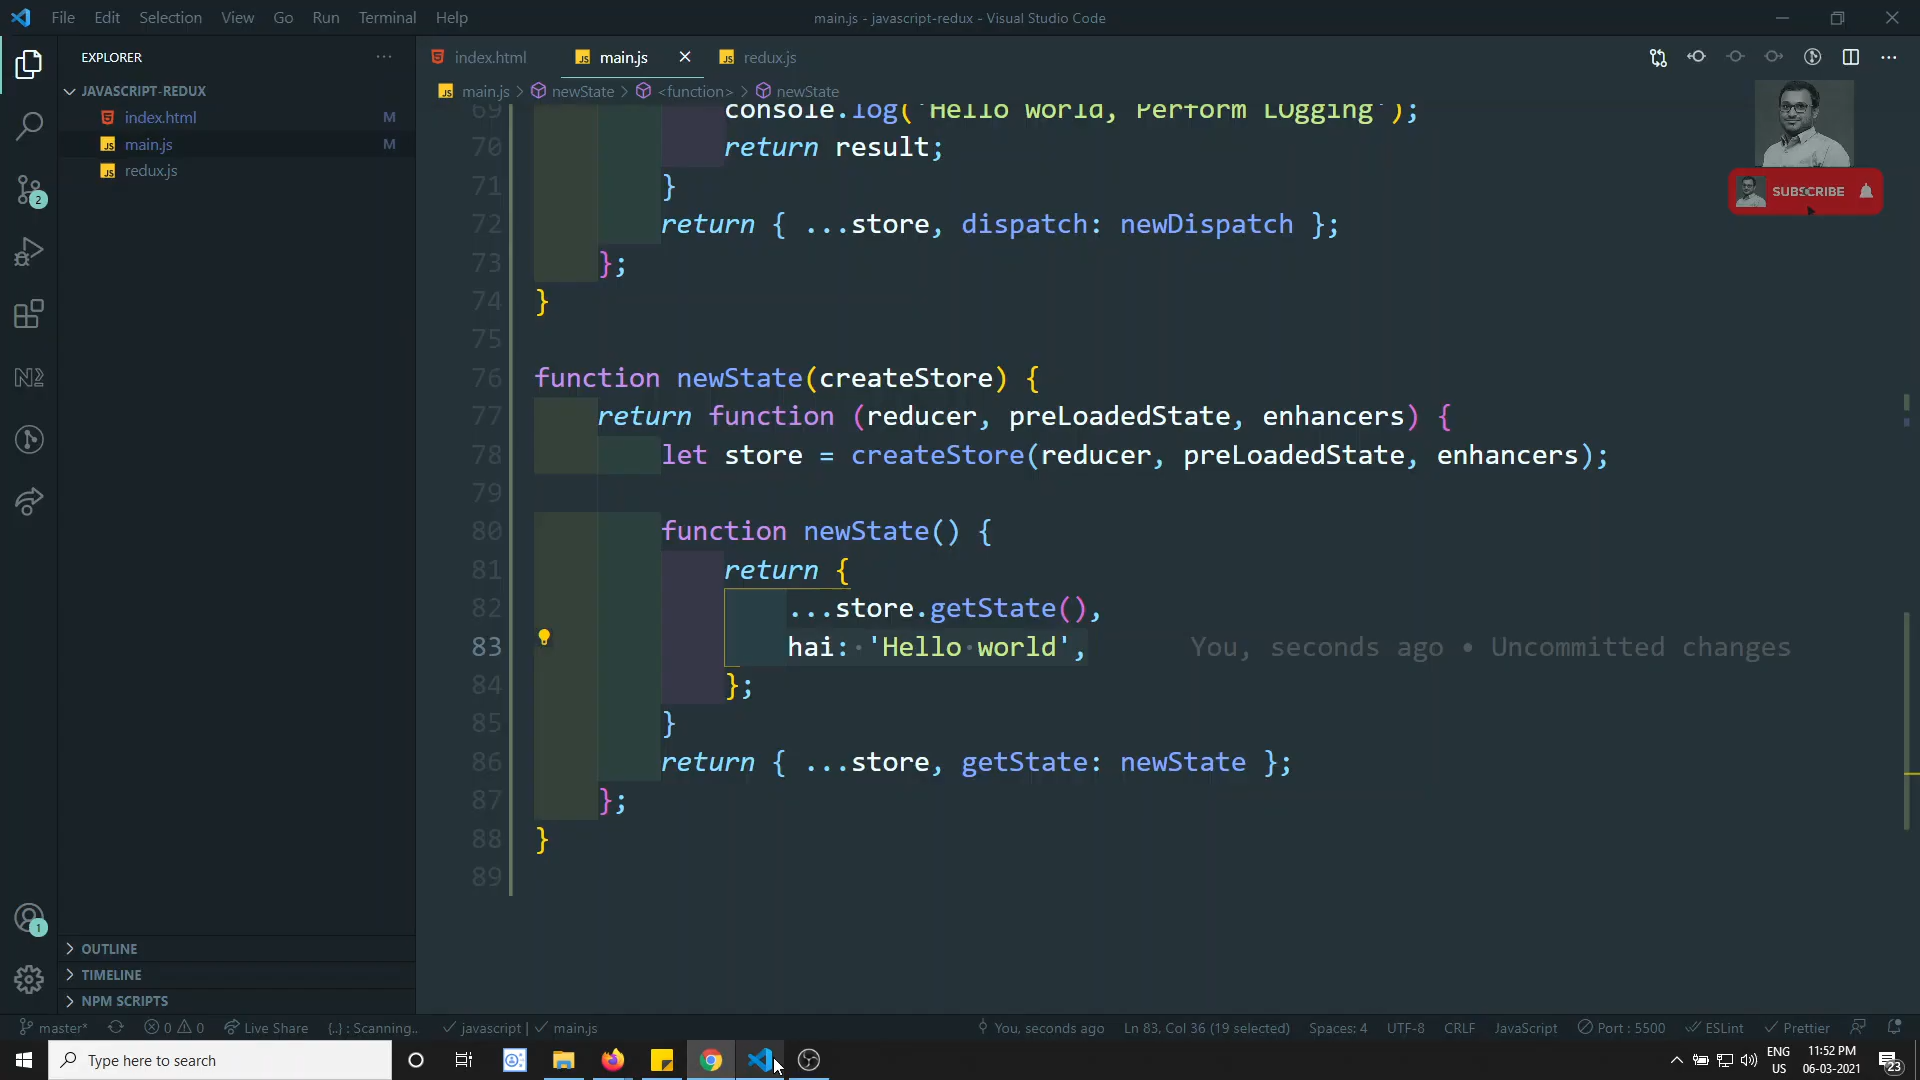 File Edit Selection View Go Run Terminal Help
main.js - javascript-redux - Visual Studio Code
EXPLORER
JAVASCRIPT-REDUX
index.html M
main.js M
redux.js
OUTLINE
TIMELINE
NPM SCRIPTS
index.html main.js redux.js
main.js > newState > <function> > newState
69 console.log('Hello world, Perform LOgging');
70 return result;
71 }
72 return { ...store, dispatch: newDispatch };
73 };
74 }
75
76 function newState(createStore) {
77 return function (reducer, preLoadedState, enhancers) {
78 let store = createStore(reducer, preLoadedState, enhancers);
79
80 function newState() {
81 return {
82 ...store.getState(),
83 hai: 'Hello world', You, seconds ago • Uncommitted changes
84 };
85 }
86 return { ...store, getState: newState };
87 };
88 }
89
SUBSCRIBE
2
1
master* 0 0 Live Share {..} : Scanning.. javascript | main.js You, seconds ago Ln 83, Col 36 (19 selected) Spaces: 4 UTF-8 CRLF JavaScript Port : 5500 ESLint Prettier
Type here to search
ENG
US
11:52 PM
06-03-2021
23